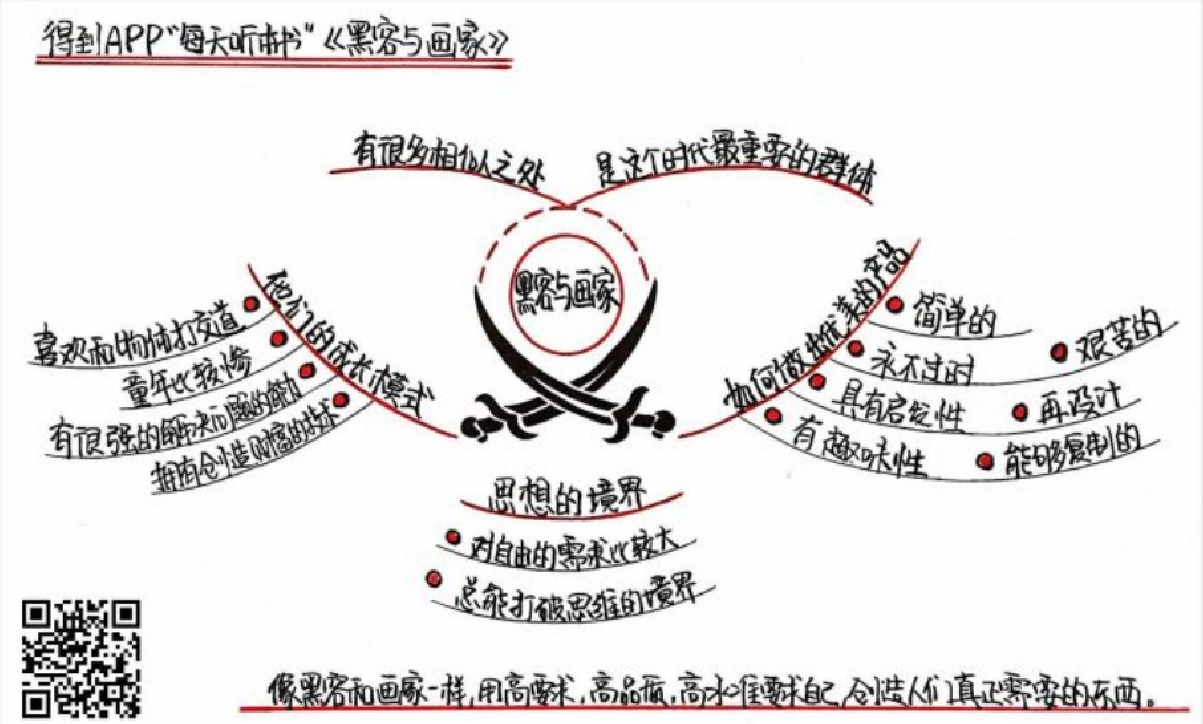 得到APP“每天听本书”《黑客与画家》
有很多相似之处
是这个时代最重要的群体
黑客与画家
他们的成长模式
喜欢和物体打交道
童年比较惨
有很强的解决问题的能力
拥有创造财富的技术
如何做出优美的产品
简单的
永不过时
艰苦的
具有启发性
再设计
有趣味性
能够复制的
思想的境界
对自由的需求比较大
总能打破思维的境界
像黑客和画家一样,用高要求,高品质,高水准要求自己,创造人们真正需要的东西。